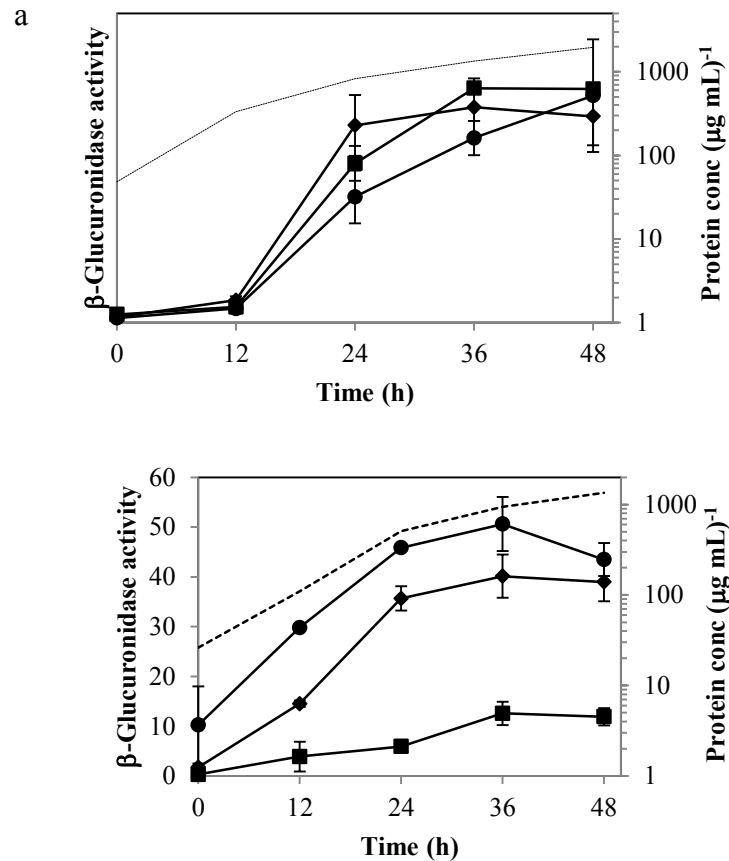 a
β-Glucuronidase activity
1000
100
10
1
Protein conc (µg mL)-1
0 12 24 36 48
Time (h)
β-Glucuronidase activity
60
50
40
30
20
10
0
1000
100
10
1
Protein conc (µg mL)-1
0 12 24 36 48
Time (h)